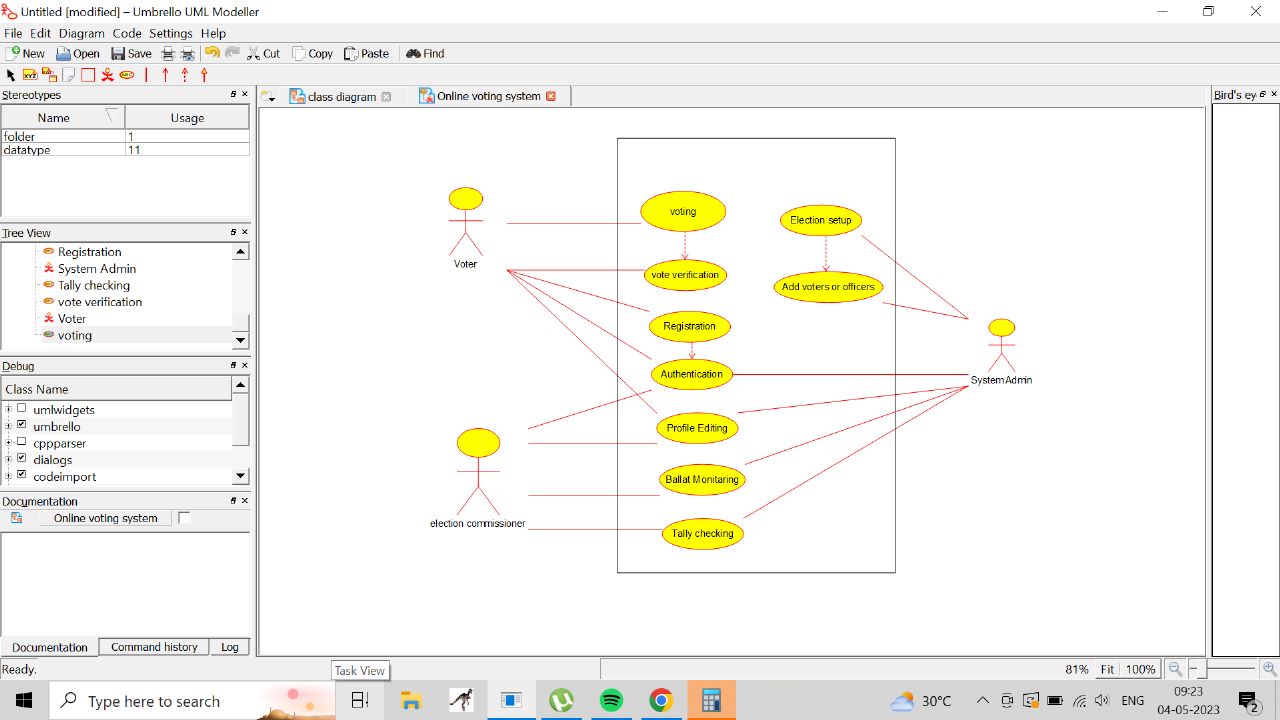 Untitled [modified] – Umbrello UML Modeller
File Edit Diagram Code Settings Help
New Open Save Cut Copy Paste Find
Stereotypes
Name Usage
folder 1
datatype 11
Tree View
Registration
System Admin
Tally checking
vote verification
Voter
voting
Debug
Class Name
umlwidgets
umbrello
cppparser
dialogs
codeimport
Documentation
Online voting system
Documentation Command history Log
Ready.
class diagram Online voting system
Bird's ey
Voter
election commissioner
voting
vote verification
Registration
Authentication
Profile Editing
Ballat Monitaring
Tally checking
Election setup
Add voters or officers
System Admin
Task View
81% Fit 100%
Type here to search
30°C
ENG
09:23
04-05-2023
2